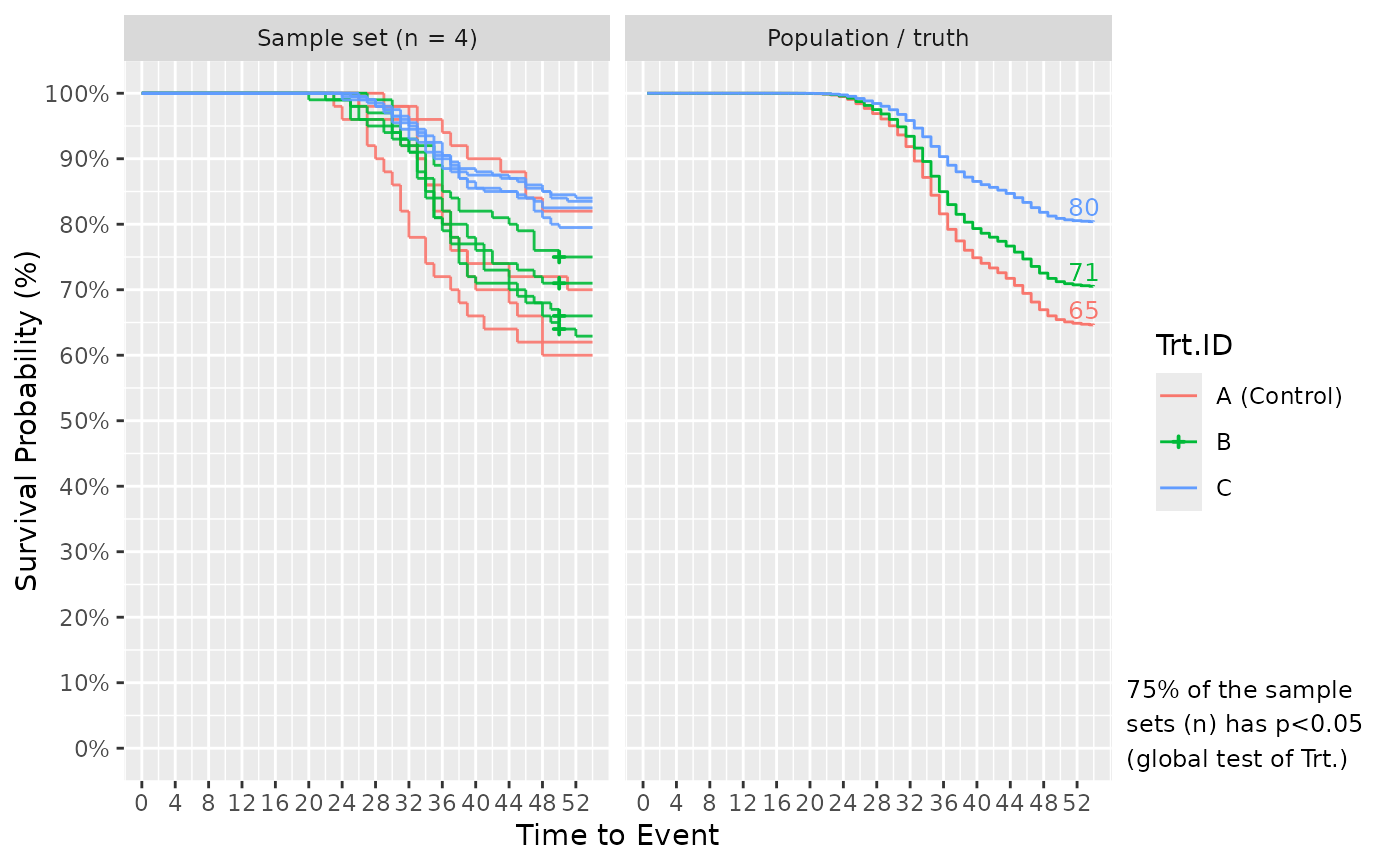 Sample set (n = 4)
Population / truth
Survival Probability (%)
100%
90%
80%
70%
60%
50%
40%
30%
20%
10%
0%
80
71
65
0 4 8 12 16 20 24 28 32 36 40 44 48 52
0 4 8 12 16 20 24 28 32 36 40 44 48 52
Time to Event
Trt.ID
A (Control)
B
C
75% of the sample
sets (n) has p<0.05
(global test of Trt.)